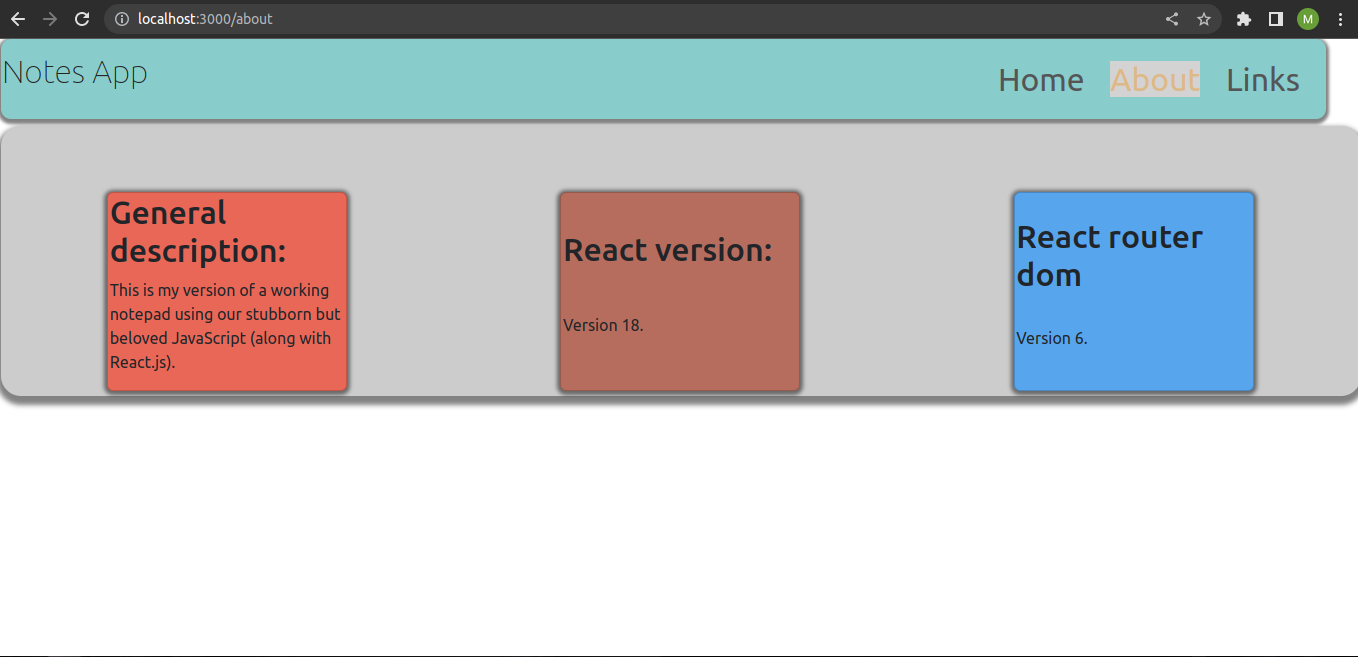 localhost:3000/about
M
Notes App
Home About Links
General
description:
This is my version of a working
notepad using our stubborn but
beloved JavaScript (along with
React.js).
React version:
Version 18.
React router
dom
Version 6.